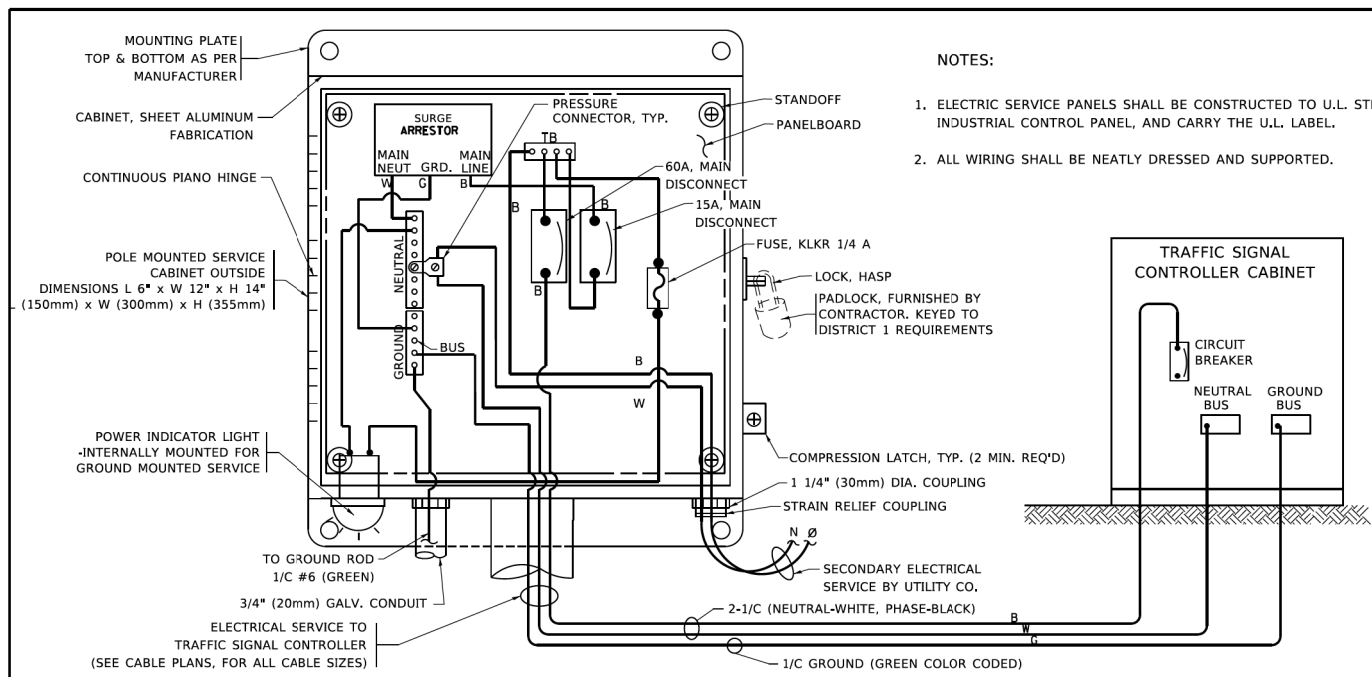 MOUNTING PLATE
TOP & BOTTOM AS PER
MANUFACTURER
CABINET, SHEET ALUMINUM
FABRICATION
CONTINUOUS PIANO HINGE
POLE MOUNTED SERVICE
CABINET OUTSIDE
DIMENSIONS L 6" x W 12" x H 14"
(150mm) x W (300mm) x H (355mm)
POWER INDICATOR LIGHT
-INTERNALLY MOUNTED FOR
GROUND MOUNTED SERVICE
TO GROUND ROD
1/C #6 (GREEN)
3/4" (20mm) GALV. CONDUIT
ELECTRICAL SERVICE TO
TRAFFIC SIGNAL CONTROLLER
(SEE CABLE PLANS, FOR ALL CABLE SIZES)
SURGE
ARRESTOR
MAIN
NEUT
GRD.
MAIN
LINE
W
G
B
PRESSURE
CONNECTOR, TYP.
TB
STANDOFF
PANELBOARD
60A, MAIN
DISCONNECT
15A, MAIN
DISCONNECT
B
B
B
FUSE, KLKR 1/4 A
NEUTRAL
GROUND
BUS
B
W
LOCK, HASP
PADLOCK, FURNISHED BY
CONTRACTOR. KEYED TO
DISTRICT 1 REQUIREMENTS
COMPRESSION LATCH, TYP. (2 MIN. REQ'D)
1 1/4" (30mm) DIA. COUPLING
STRAIN RELIEF COUPLING
N Ø
SECONDARY ELECTRICAL
SERVICE BY UTILITY CO.
2-1/C (NEUTRAL-WHITE, PHASE-BLACK)
1/C GROUND (GREEN COLOR CODED)
B
W
G
NOTES:
1. ELECTRIC SERVICE PANELS SHALL BE CONSTRUCTED TO U.L.
INDUSTRIAL CONTROL PANEL, AND CARRY THE U.L. LABEL.
2. ALL WIRING SHALL BE NEATLY DRESSED AND SUPPORTED.
TRAFFIC SIGNAL
CONTROLLER CABINET
CIRCUIT
BREAKER
NEUTRAL
BUS
GROUND
BUS